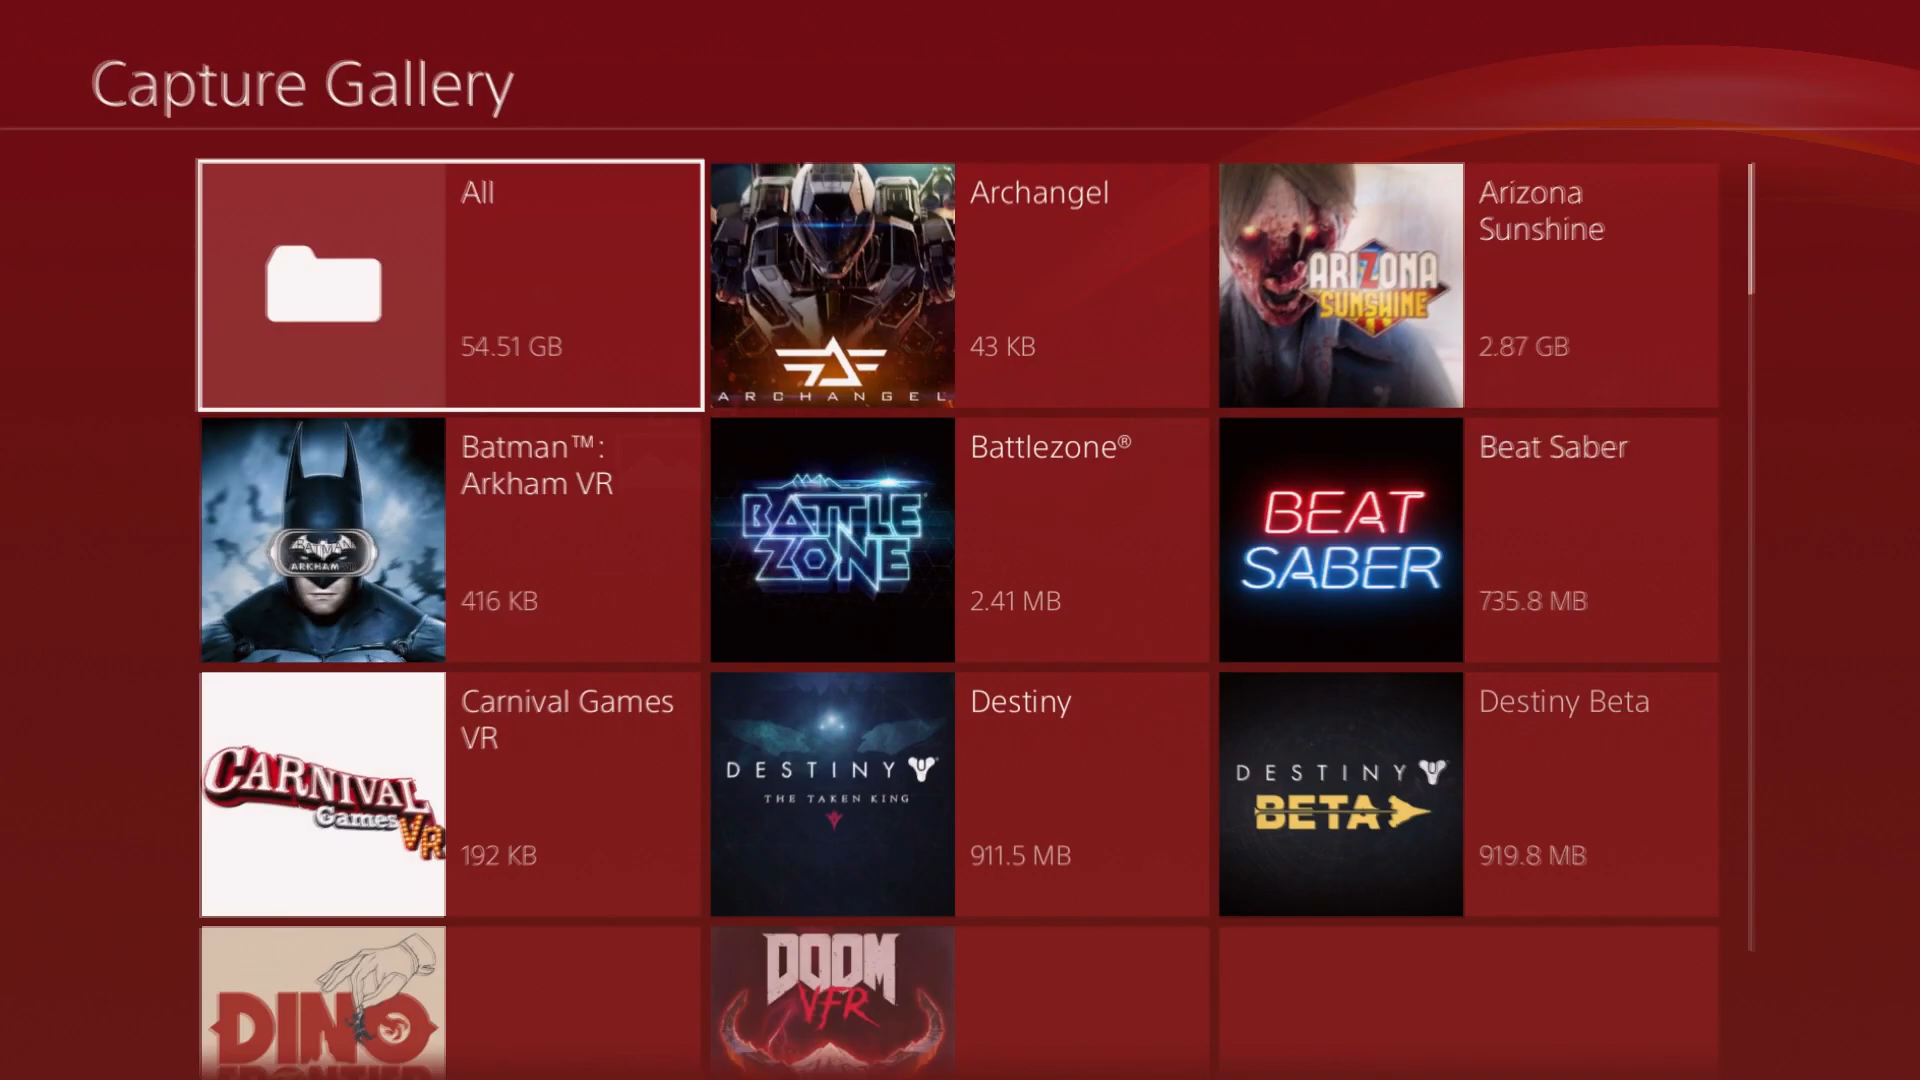 Capture Gallery
All
54.51 GB
ARCHANGEL
Archangel
43 KB
ARIZONA
SUNSHINE
Arizona
Sunshine
2.87 GB
BATMAN
ARKHAM VR
Batman™:
Arkham VR
416 KB
BATTLE
ZONE
Battlezone®
2.41 MB
BEAT
SABER
Beat Saber
735.8 MB
CARNIVAL
Games
VR
Carnival Games
VR
192 KB
DESTINY
THE TAKEN KING
Destiny
911.5 MB
DESTINY
BETA
Destiny Beta
919.8 MB
DINO
DOOM
VFR